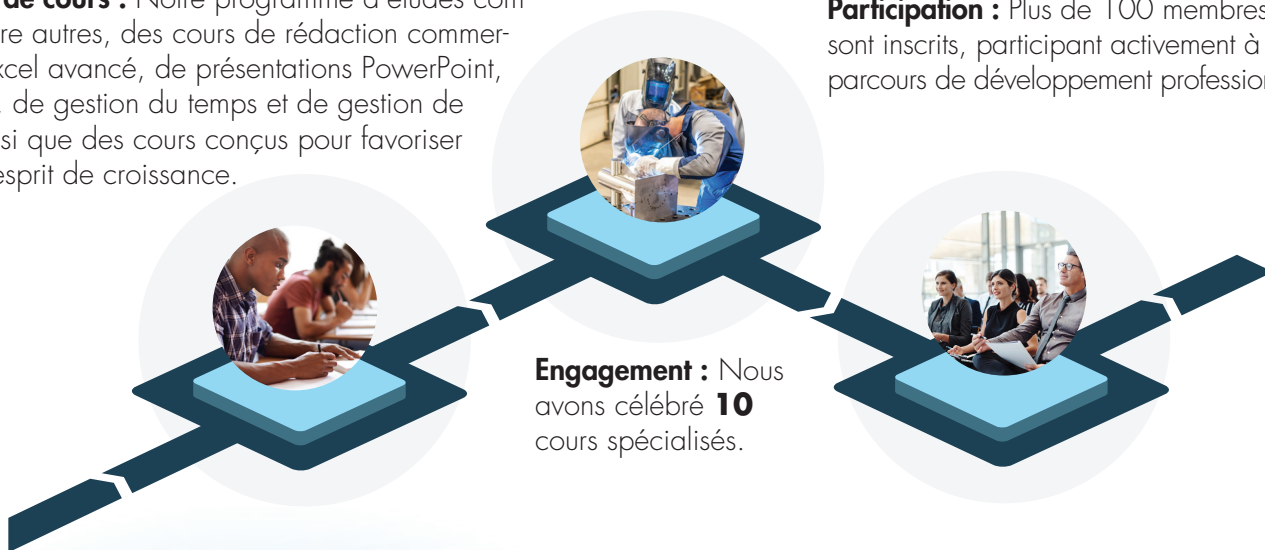 de cours : Notre programme d'études com
re autres, des cours de rédaction commer-
xcel avancé, de présentations PowerPoint,
de gestion du temps et de gestion de
si que des cours conçus pour favoriser
esprit de croissance.
Engagement : Nous
avons célébré 10
cours spécialisés.
Participation : Plus de 100 membres
sont inscrits, participant activement à
parcours de développement profession